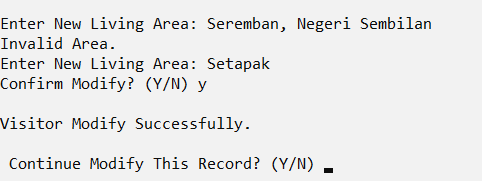 Enter New Living Area: Seremban, Negeri Sembilan
Invalid Area.
Enter New Living Area: Setapak
Confirm Modify? (Y/N) y
Visitor Modify Successfully.
Continue Modify This Record? (Y/N)